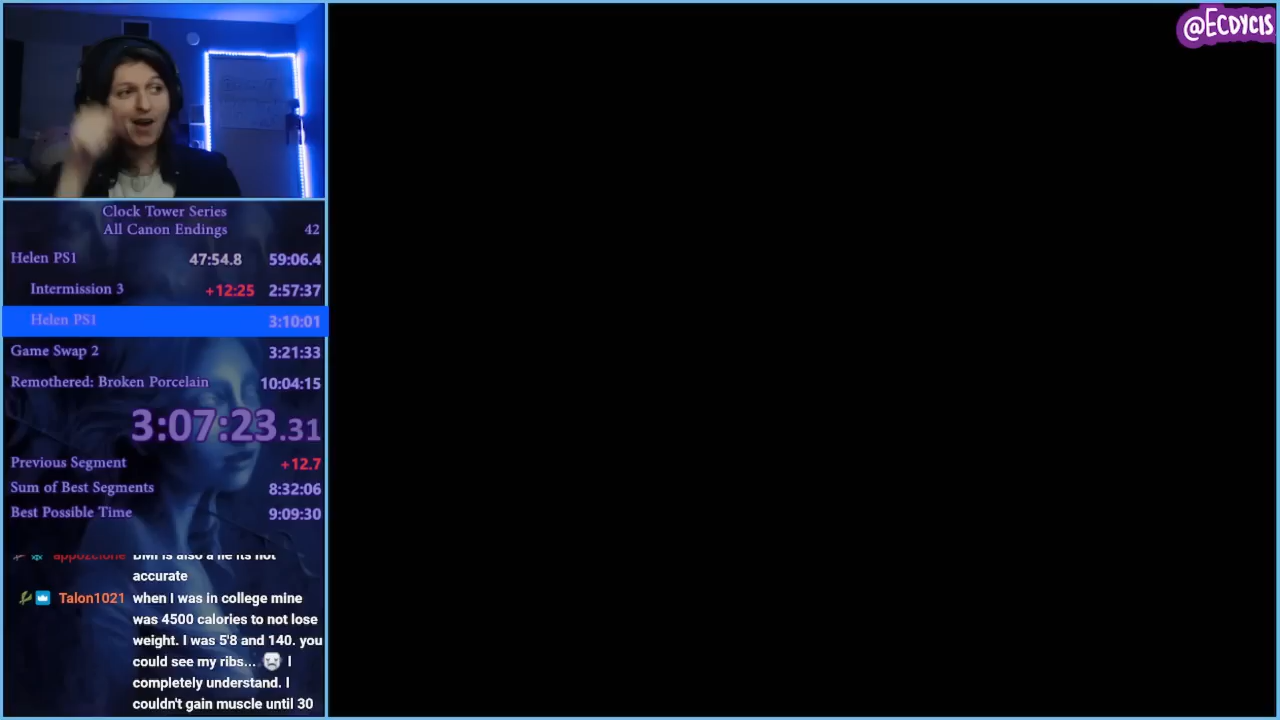 @ECDYCIS
Clock Tower Series
All Canon Endings 42
Helen PS1 47:54.8 59:06.4
Intermission 3 +12:25 2:57:37
Helen PS1 3:10:01
Game Swap 2 3:21:33
Remothered: Broken Porcelain 10:04:15
3:07:23.31
Previous Segment +12.7
Sum of Best Segments 8:32:06
Best Possible Time 9:09:30
accurate
Talon1021 when I was in college mine
was 4500 calories to not lose
weight. I was 5'8 and 140. you
could see my ribs... I
completely understand. I
couldn't gain muscle until 30